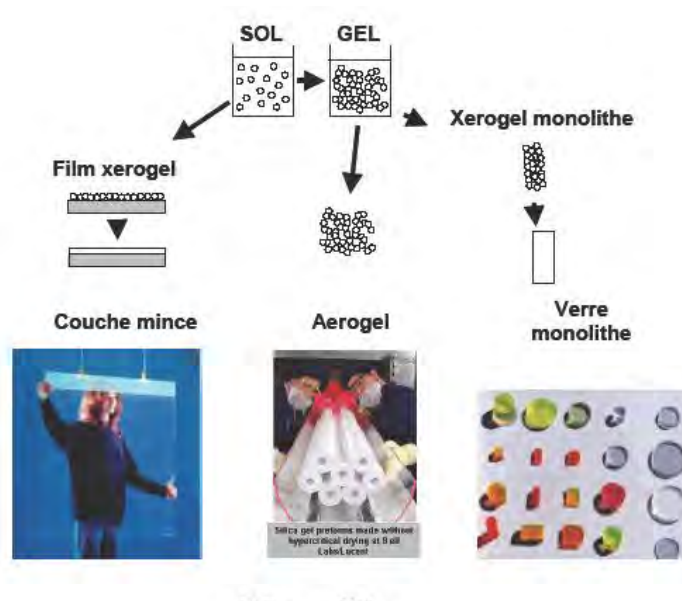 SOL
GEL
Xerogel monolithe
Film xerogel
Couche mince
Aerogel
Verre
monolithe
Silica gel preforms made without
hypercritical drying at Bell
Labs/Lucent